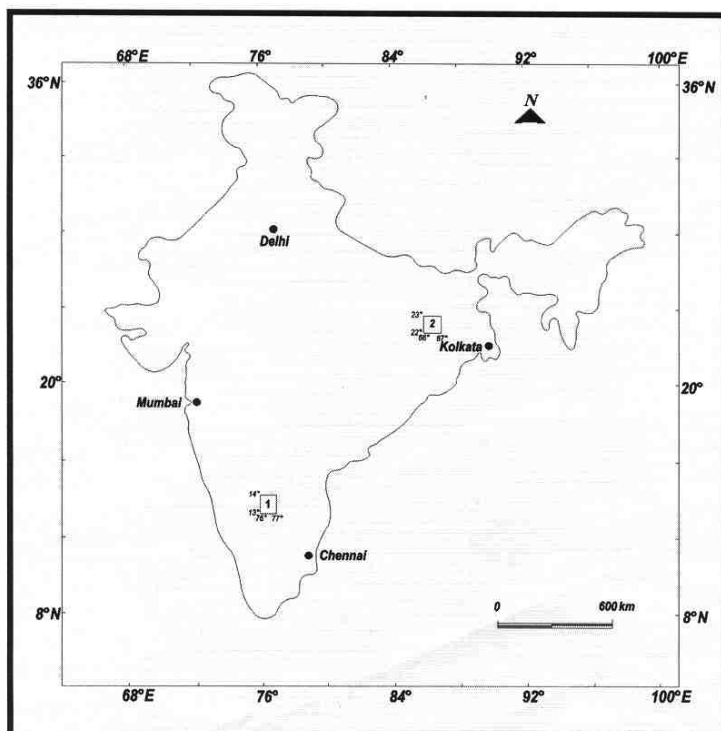 68°E 76° 84° 92° 100°E
36°N 36°N
N
Delhi
23°
2
22° 86° 87°
Kolkata
20° 20°
Mumbai
14°
1
13° 76° 77°
Chennai
0 600 km
8°N 8°N
68°E 76° 84° 92° 100°E